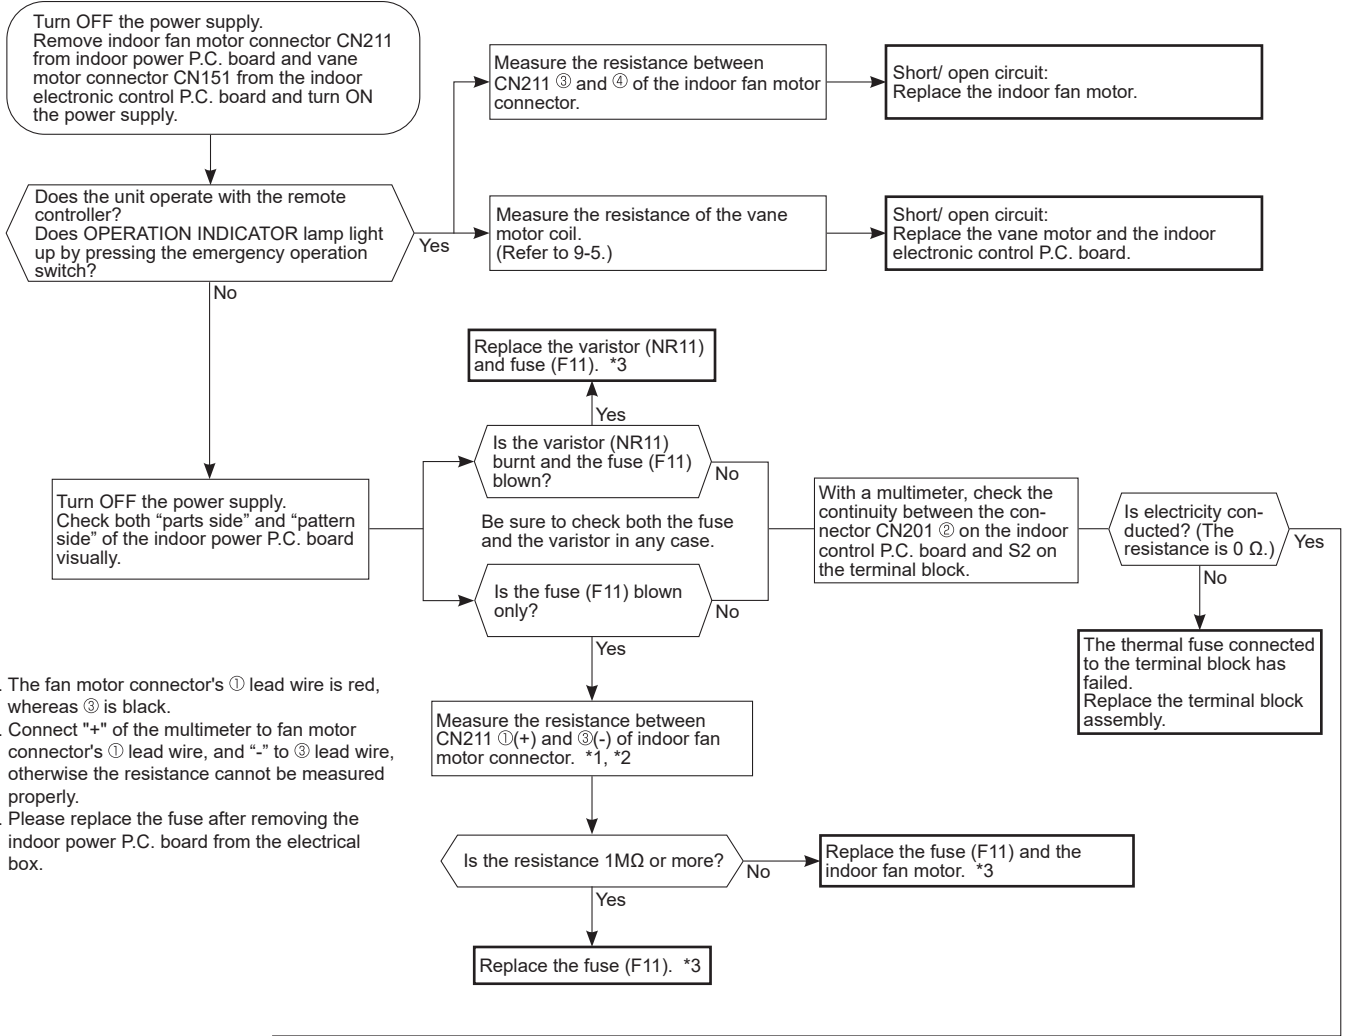 Turn OFF the power supply.
Remove indoor fan motor connector CN211
from indoor power P.C. board and vane
motor connector CN151 from the indoor
electronic control P.C. board and turn ON
the power supply.
Measure the resistance between
CN211 ③ and ④ of the indoor fan motor
connector.
Short/ open circuit:
Replace the indoor fan motor.
Does the unit operate with the remote
controller?
Does OPERATION INDICATOR lamp light
up by pressing the emergency operation
switch?
Yes
Measure the resistance of the vane
motor coil.
(Refer to 9-5.)
Short/ open circuit:
Replace the vane motor and the indoor
electronic control P.C. board.
No
Replace the varistor (NR11)
and fuse (F11). *3
Yes
Is the varistor (NR11)
burnt and the fuse (F11)
blown?
No
Turn OFF the power supply.
Check both “parts side” and “pattern
side” of the indoor power P.C. board
visually.
Be sure to check both the fuse
and the varistor in any case.
With a multimeter, check the
continuity between the con-
nector CN201 ② on the indoor
control P.C. board and S2 on
the terminal block.
Is electricity con-
ducted? (The
resistance is 0 Ω.)
Yes
No
Is the fuse (F11) blown
only?
No
Yes
The thermal fuse connected
to the terminal block has
failed.
Replace the terminal block
assembly.
. The fan motor connector's ① lead wire is red,
whereas ③ is black.
. Connect "+" of the multimeter to fan motor
connector's ① lead wire, and “-” to ③ lead wire,
otherwise the resistance cannot be measured
properly.
. Please replace the fuse after removing the
indoor power P.C. board from the electrical
box.
Measure the resistance between
CN211 ①(+) and ③(-) of indoor fan
motor connector. *1, *2
Is the resistance 1MΩ or more?
No
Replace the fuse (F11) and the
indoor fan motor. *3
Yes
Replace the fuse (F11). *3